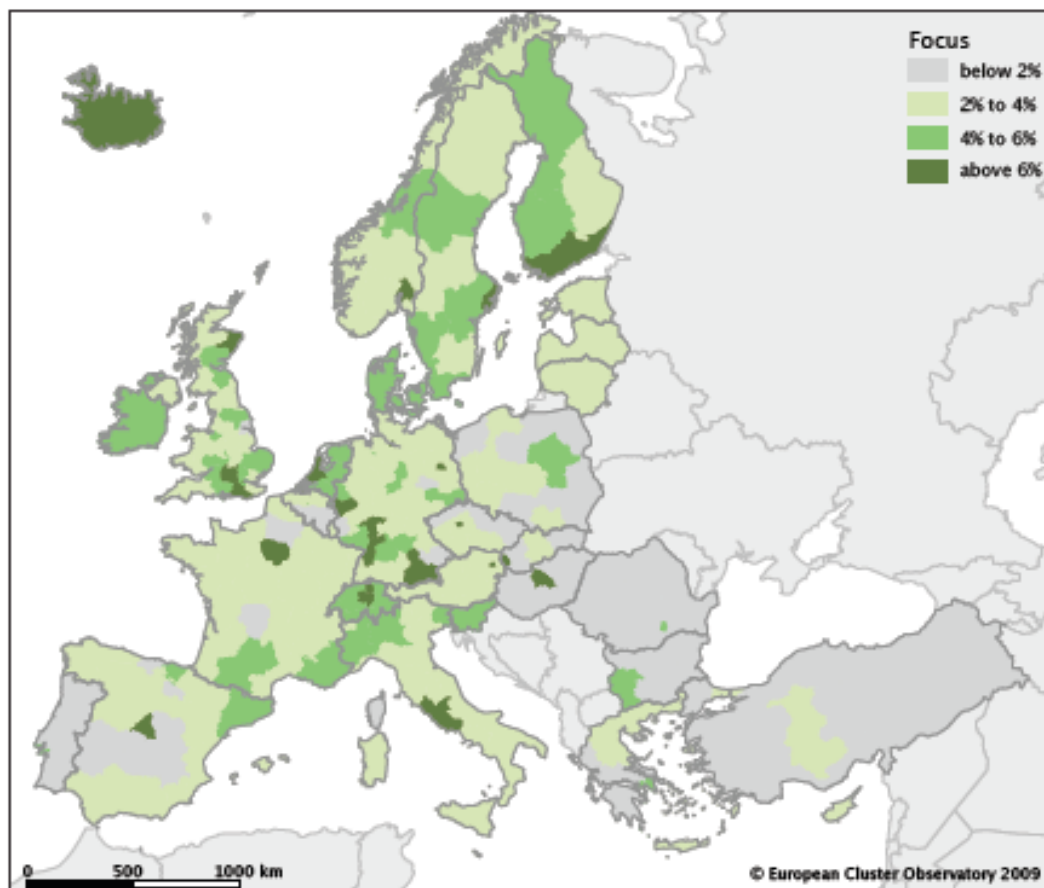 Focus
below 2%
2% to 4%
4% to 6%
above 6%
0 500 1000 km
© European Cluster Observatory 2009